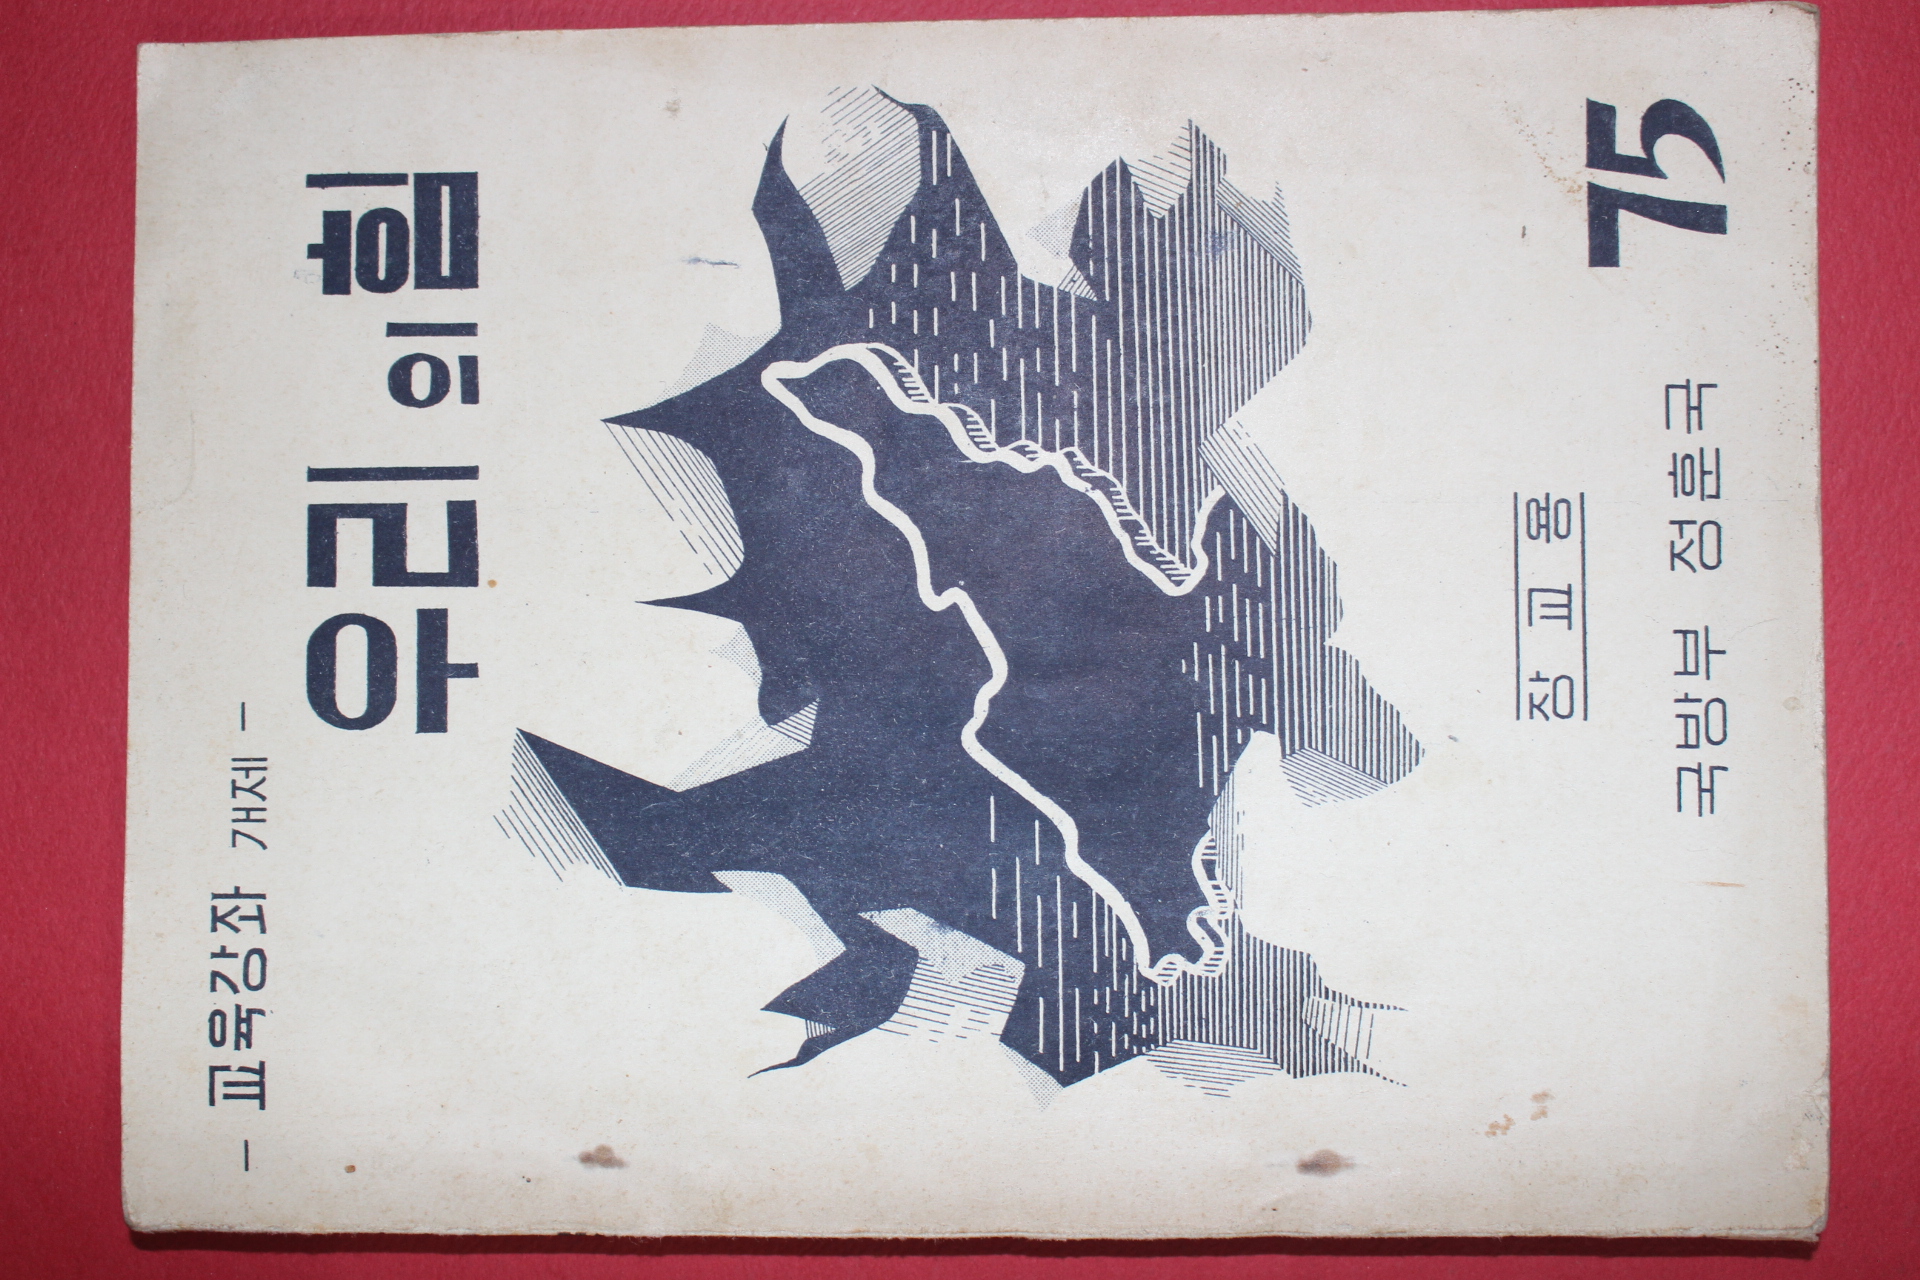 – 교육강좌 개제 –
우리의 힘
장교용
국방부 정훈국 75